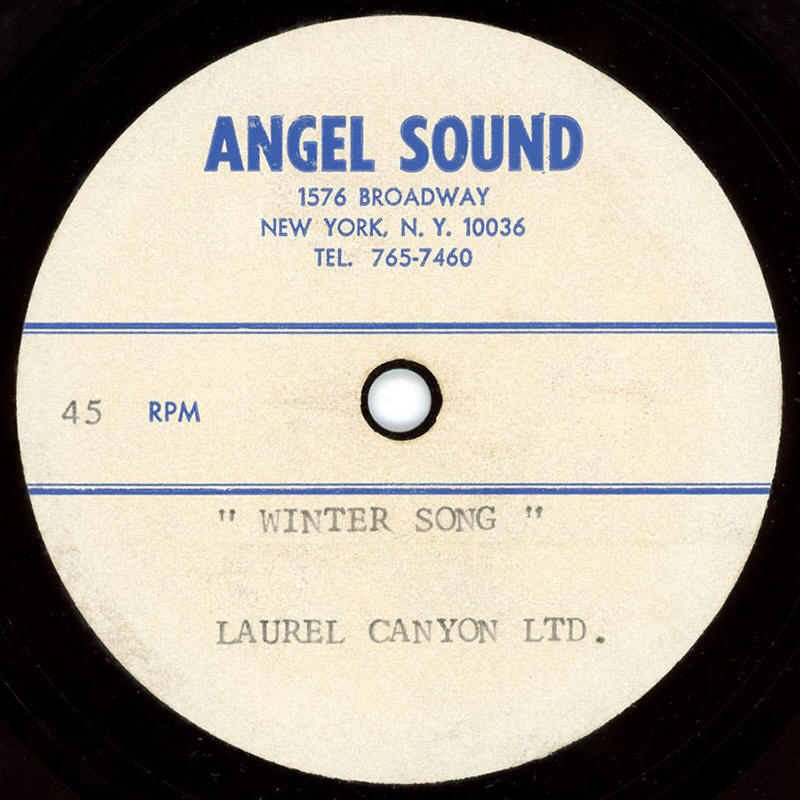 ANGEL SOUND
1576 BROADWAY
NEW YORK, N. Y. 10036
TEL. 765-7460
45 RPM
" WINTER SONG "
LAUREL CANYON LTD.